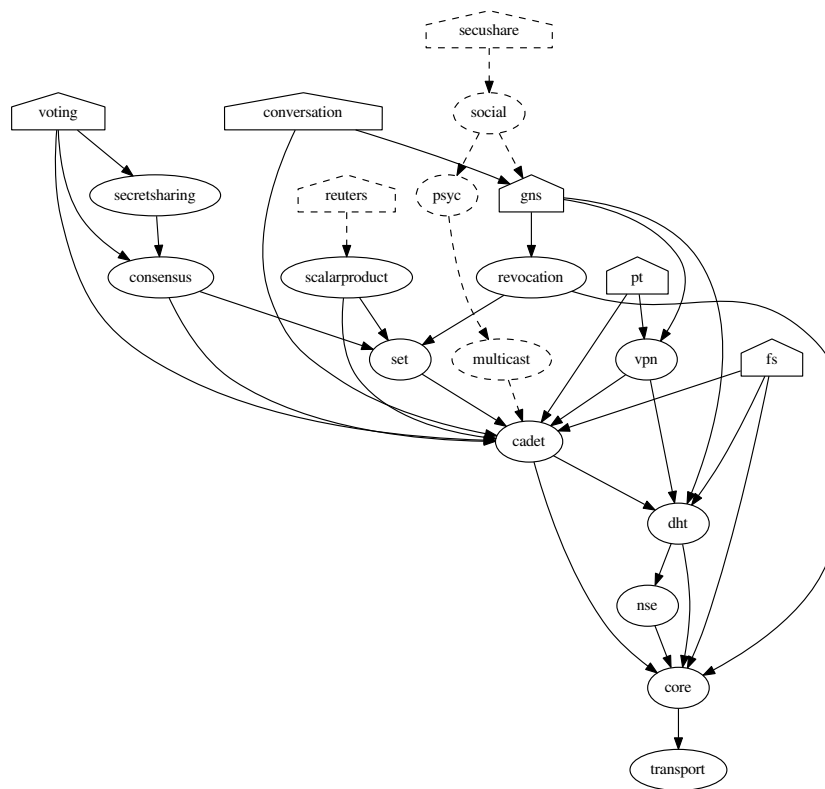 secushare
voting
conversation
social
secretsharing
reuters
psyc
gns
consensus
scalarproduct
revocation
pt
set
multicast
vpn
fs
cadet
dht
nse
core
transport